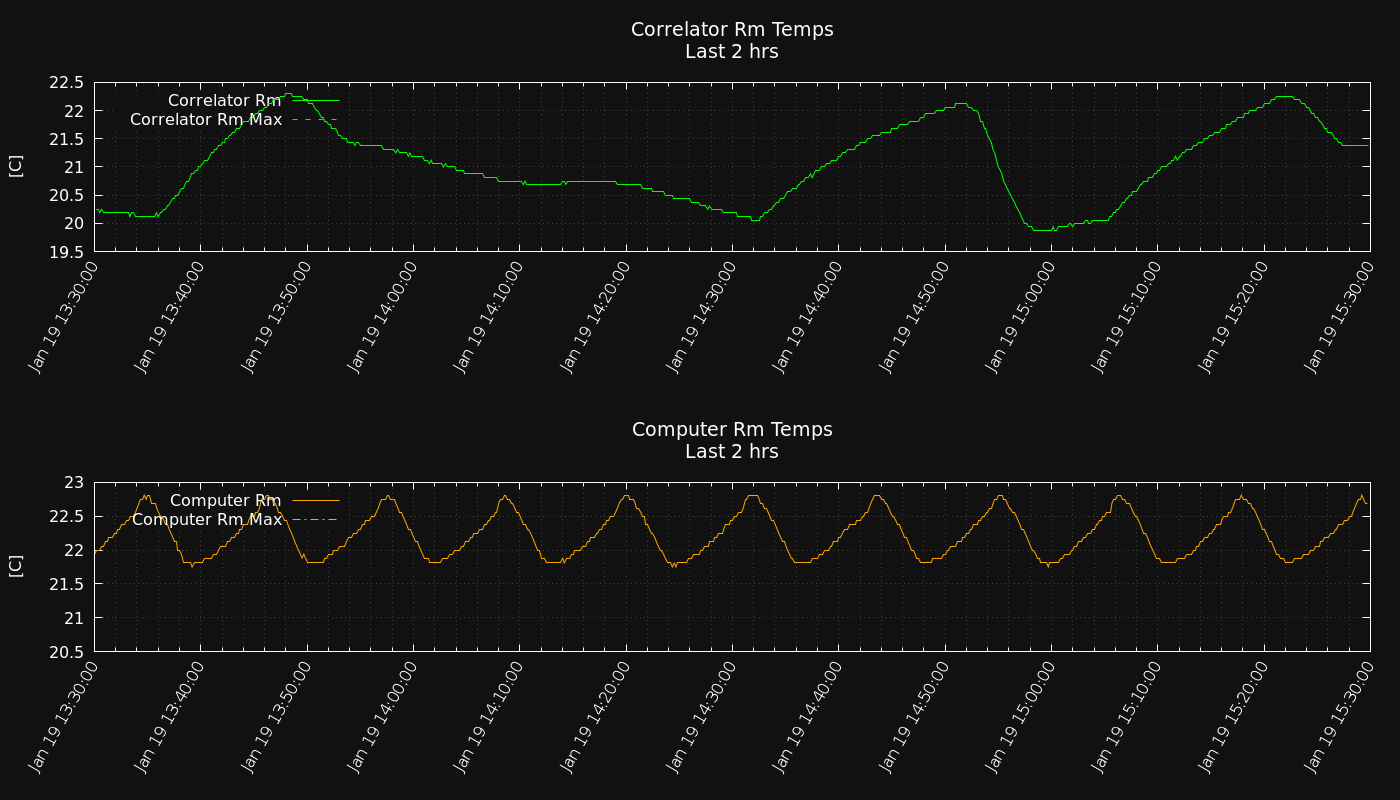 Correlator Rm Temps
Last 2 hrs
22.5
22
21.5
21
20.5
20
19.5
[C]
Correlator Rm
Correlator Rm Max
Jan 19 13:30:00
Jan 19 13:40:00
Jan 19 13:50:00
Jan 19 14:00:00
Jan 19 14:10:00
Jan 19 14:20:00
Jan 19 14:30:00
Jan 19 14:40:00
Jan 19 14:50:00
Jan 19 15:00:00
Jan 19 15:10:00
Jan 19 15:20:00
Jan 19 15:30:00
Computer Rm Temps
Last 2 hrs
23
22.5
22
21.5
21
20.5
[C]
Computer Rm
Computer Rm Max
Jan 19 13:30:00
Jan 19 13:40:00
Jan 19 13:50:00
Jan 19 14:00:00
Jan 19 14:10:00
Jan 19 14:20:00
Jan 19 14:30:00
Jan 19 14:40:00
Jan 19 14:50:00
Jan 19 15:00:00
Jan 19 15:10:00
Jan 19 15:20:00
Jan 19 15:30:00